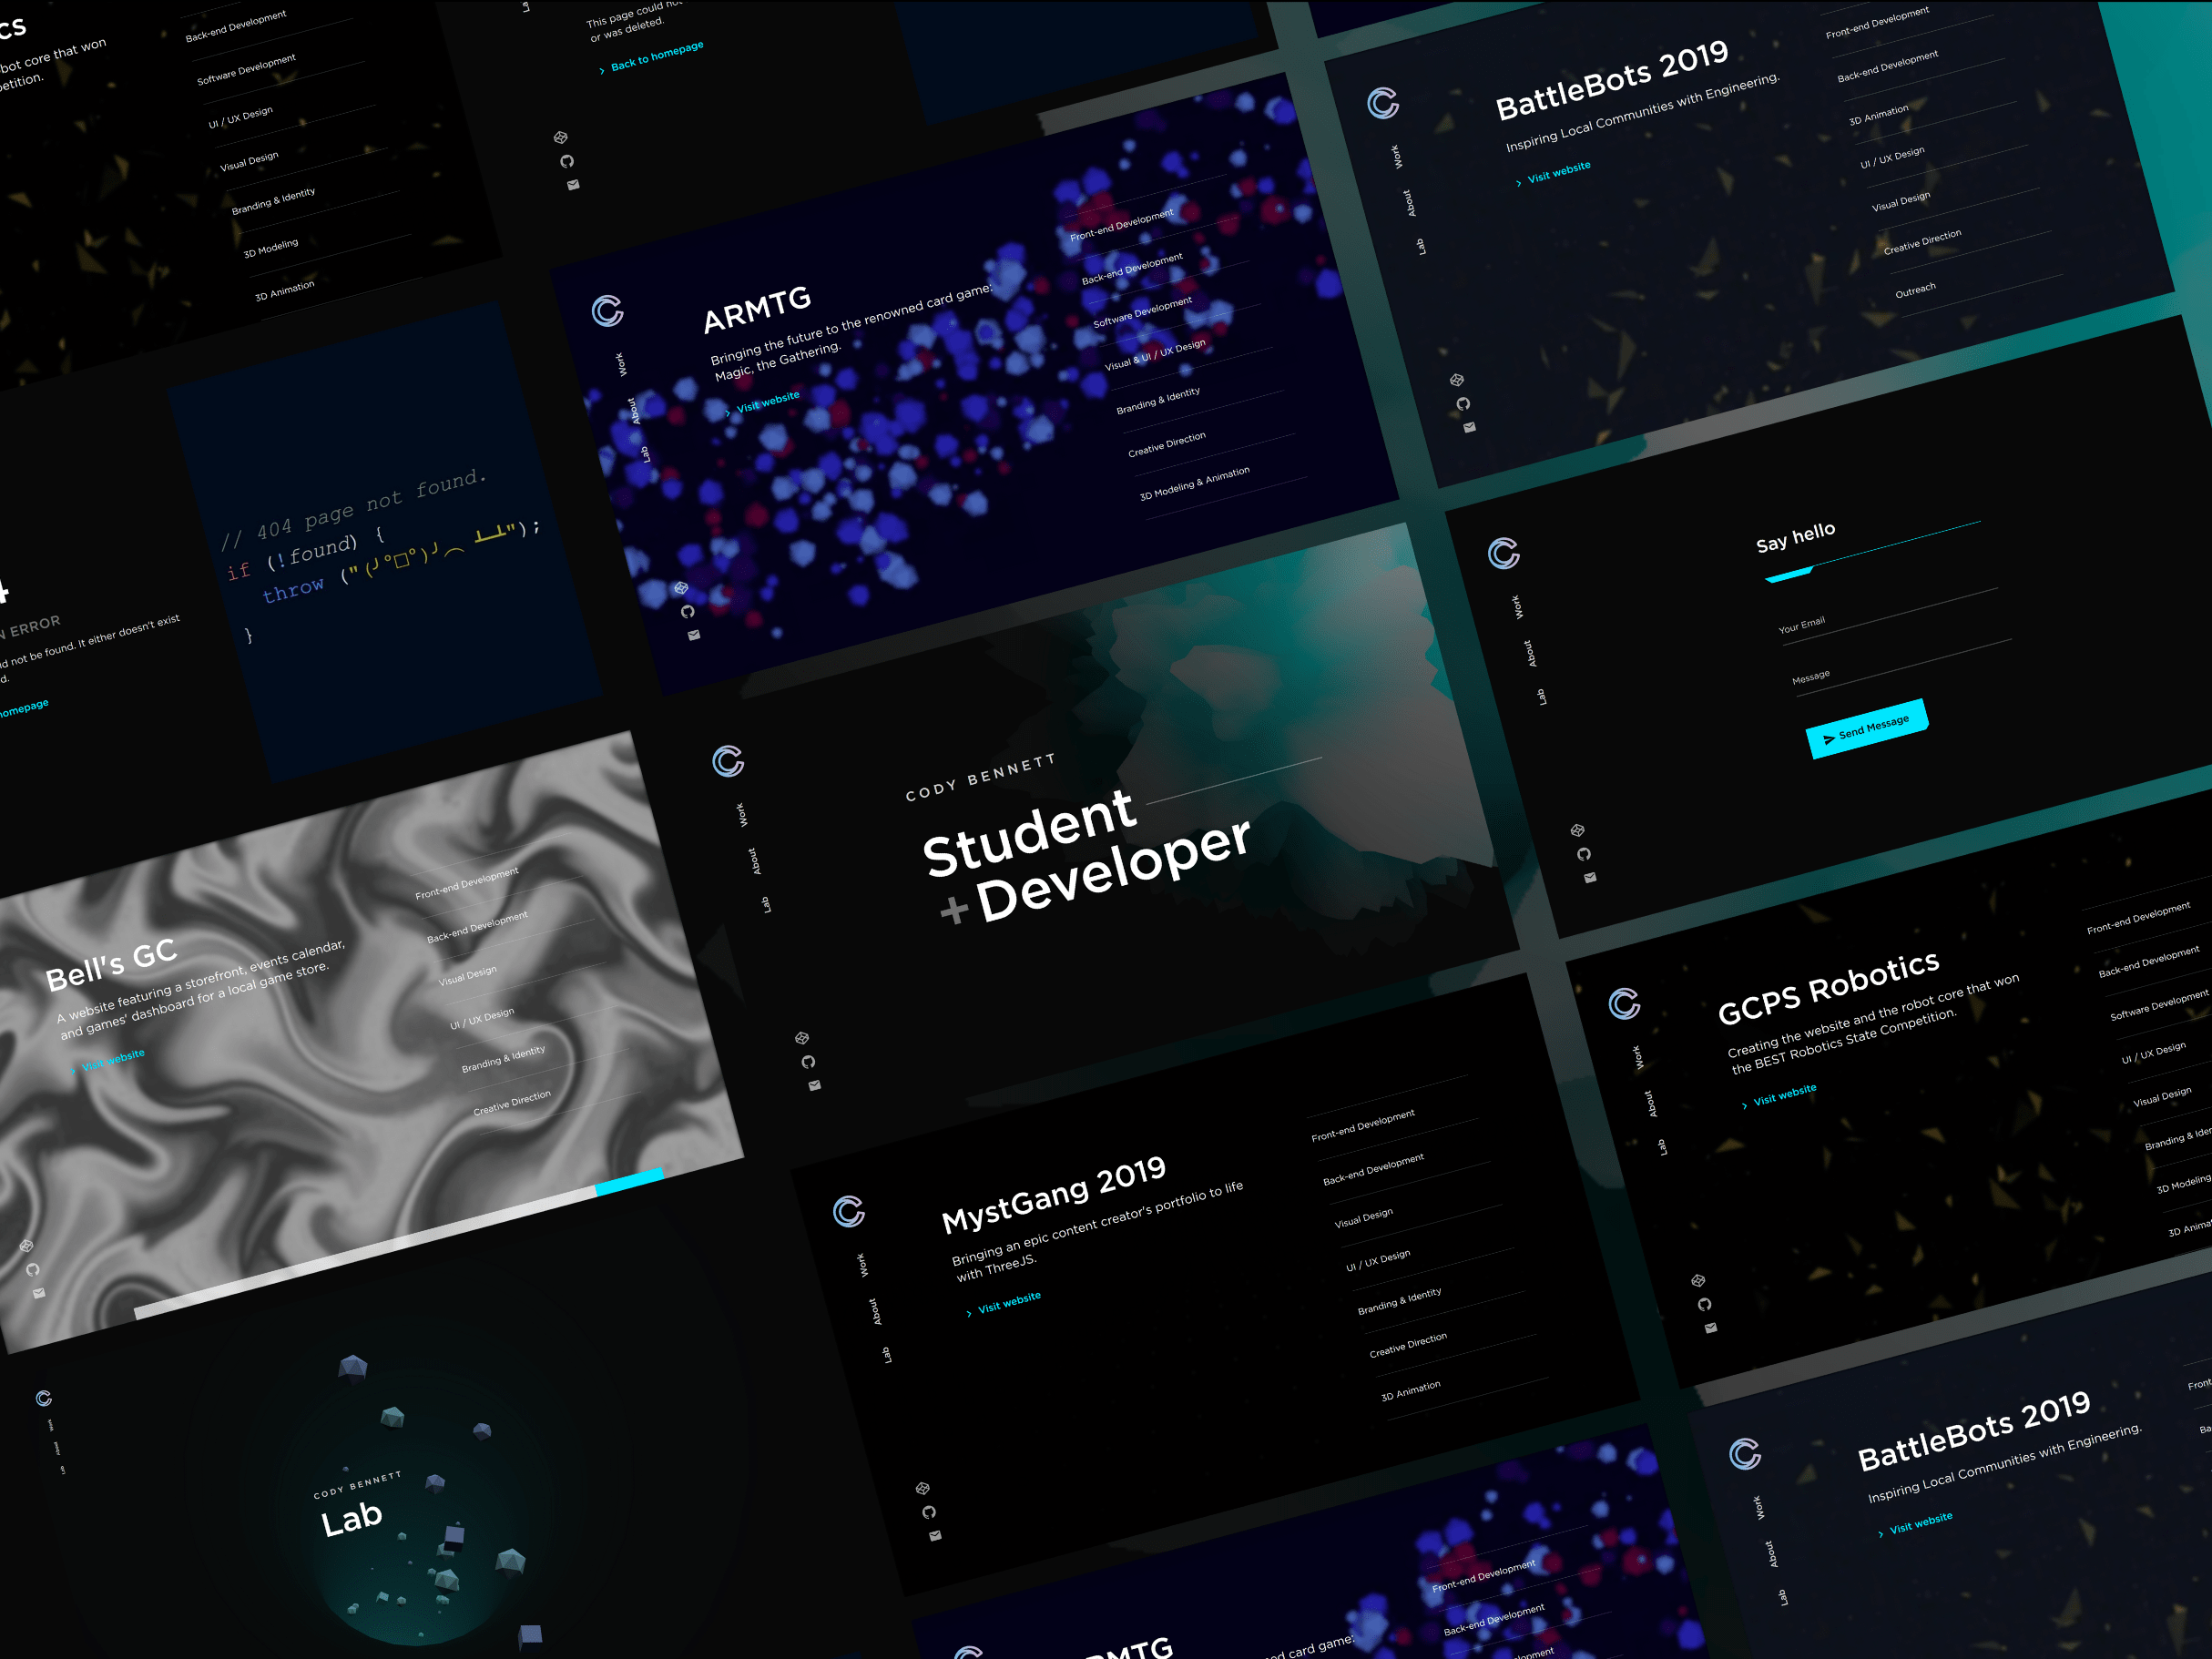 cs
bot core that won
petition.
Back-end Development
Software Development
UI / UX Design
Visual Design
Branding & Identity
3D Modeling
3D Animation
This page could not
or was deleted.
Back to homepage
BattleBots 2019
Inspiring Local Communities with Engineering.
Visit website
Work
About
Lab
Front-end Development
Back-end Development
3D Animation
UI / UX Design
Visual Design
Creative Direction
Outreach
ARMTG
Bringing the future to the renowned card game:
Magic, the Gathering.
Visit website
Work
About
Lab
Front-end Development
Back-end Development
Software Development
Visual & UI / UX Design
Branding & Identity
Creative Direction
3D Modeling & Animation
4
N ERROR
d not be found. It either doesn't exist
d.
homepage
// 404 page not found.
if (!found) {
throw ("(╯°□°)╯︵ ┻━┻");
}
Say hello
Your Email
Message
Send Message
Work
About
Lab
CODY BENNETT
Student
+Developer
Work
About
Lab
Bell's GC
A website featuring a storefront, events calendar,
and games' dashboard for a local game store.
Visit website
Front-end Development
Back-end Development
Visual Design
UI / UX Design
Branding & Identity
Creative Direction
GCPS Robotics
Creating the website and the robot core that won
the BEST Robotics State Competition.
Visit website
Work
About
Lab
Front-end Development
Back-end Development
Software Development
UI / UX Design
Visual Design
Branding & Iden
3D Modeling
3D Anima
MystGang 2019
Bringing an epic content creator's portfolio to life
with ThreeJS.
Visit website
Work
About
Lab
Front-end Development
Back-end Development
Visual Design
UI / UX Design
Branding & Identity
Creative Direction
3D Animation
CODY BENNETT
Lab
BattleBots 2019
Inspiring Local Communities with Engineering.
Visit website
Work
About
Lab
Front
Ba
RMTG
ed card game:
Front-end Development
Back-end Development
elopment